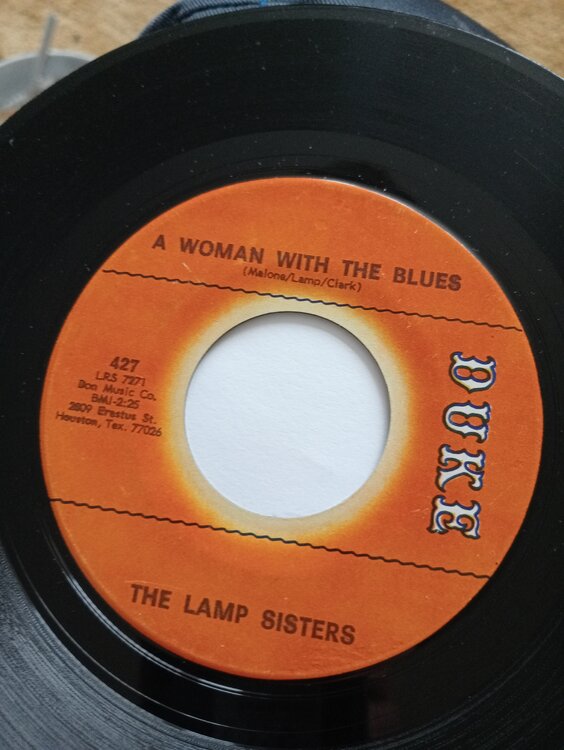 A WOMAN WITH THE BLUES
(Malone/Lamp/Clark)
427
LRS 7271
Don Music Co.
BMI-2:25
2809 Erastus St.
Houston, Tex. 77026
DUKE
THE LAMP SISTERS